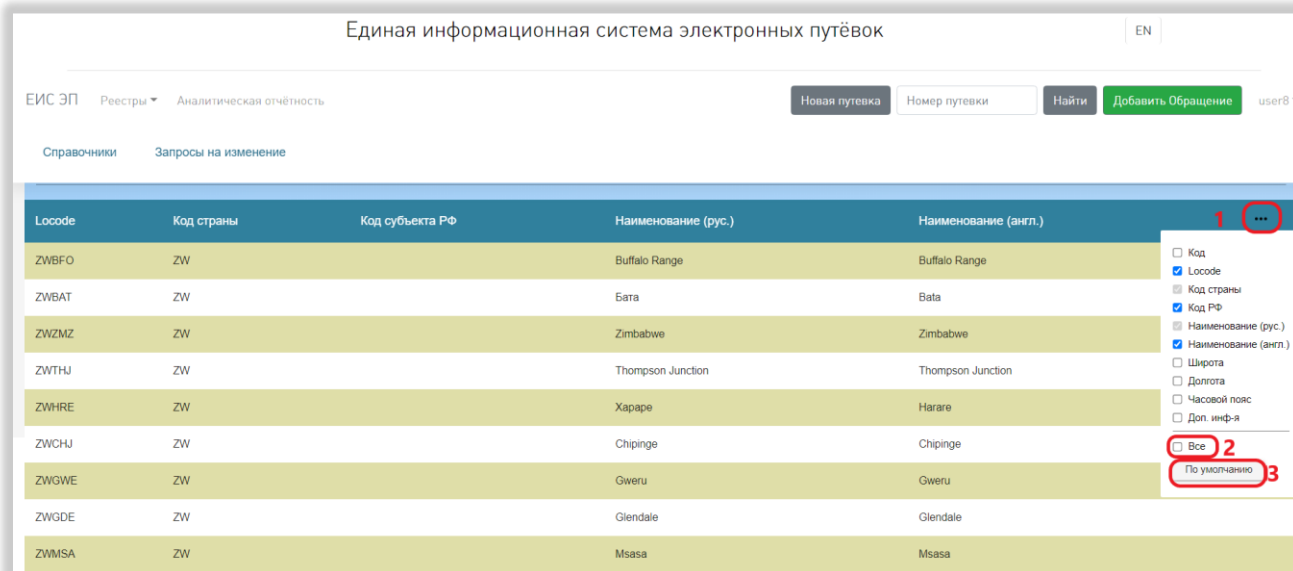 Единая информационная система электронных путёвок
EN
ЕИС ЭП Реестры Аналитическая отчётность Новая путевка Номер путевки Найти Добавить Обращение user8
Справочники Запросы на изменение
Locode Код страны Код субъекта РФ Наименование (рус.) Наименование (англ.) 1 ...
ZWBFO ZW Buffalo Range Buffalo Range
ZWBAT ZW Бата Bata
ZWZMZ ZW Zimbabwe Zimbabwe
ZWTHJ ZW Thompson Junction Thompson Junction
ZWHRE ZW Хараре Harare
ZWCHJ ZW Chipinge Chipinge
ZWGWE ZW Gweru Gweru
ZWGDE ZW Glendale Glendale
ZWMSA ZW Msasa Msasa
Код
Locode
Код страны
Код РФ
Наименование (рус.)
Наименование (англ.)
Широта
Долгота
Часовой пояс
Доп. инф-я
Все 2
По умолчанию 3